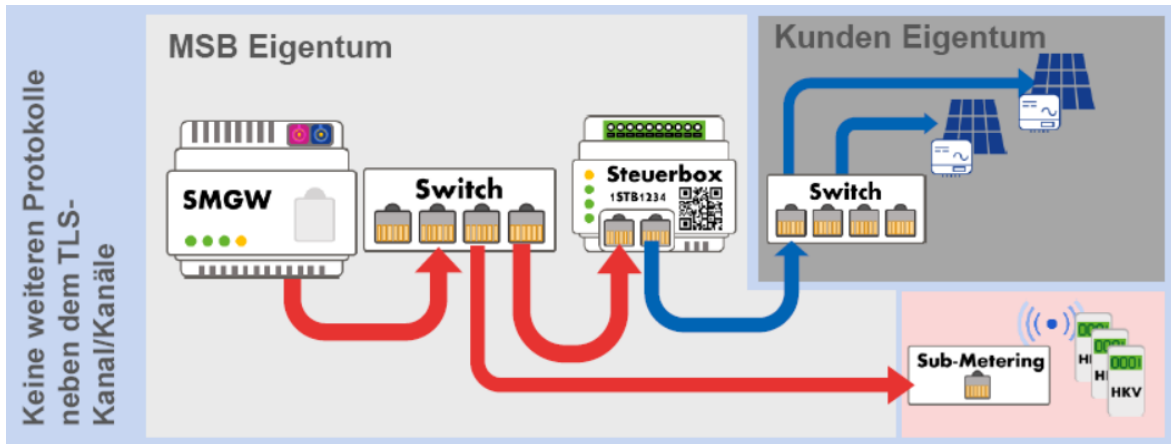 Keine weiteren Protokolle
neben dem TLS-
Kanal/Kanäle
MSB Eigentum
SMGW
Switch
Steuerbox
1STB1234
Kunden Eigentum
Switch
Sub-Metering
0001
HKV